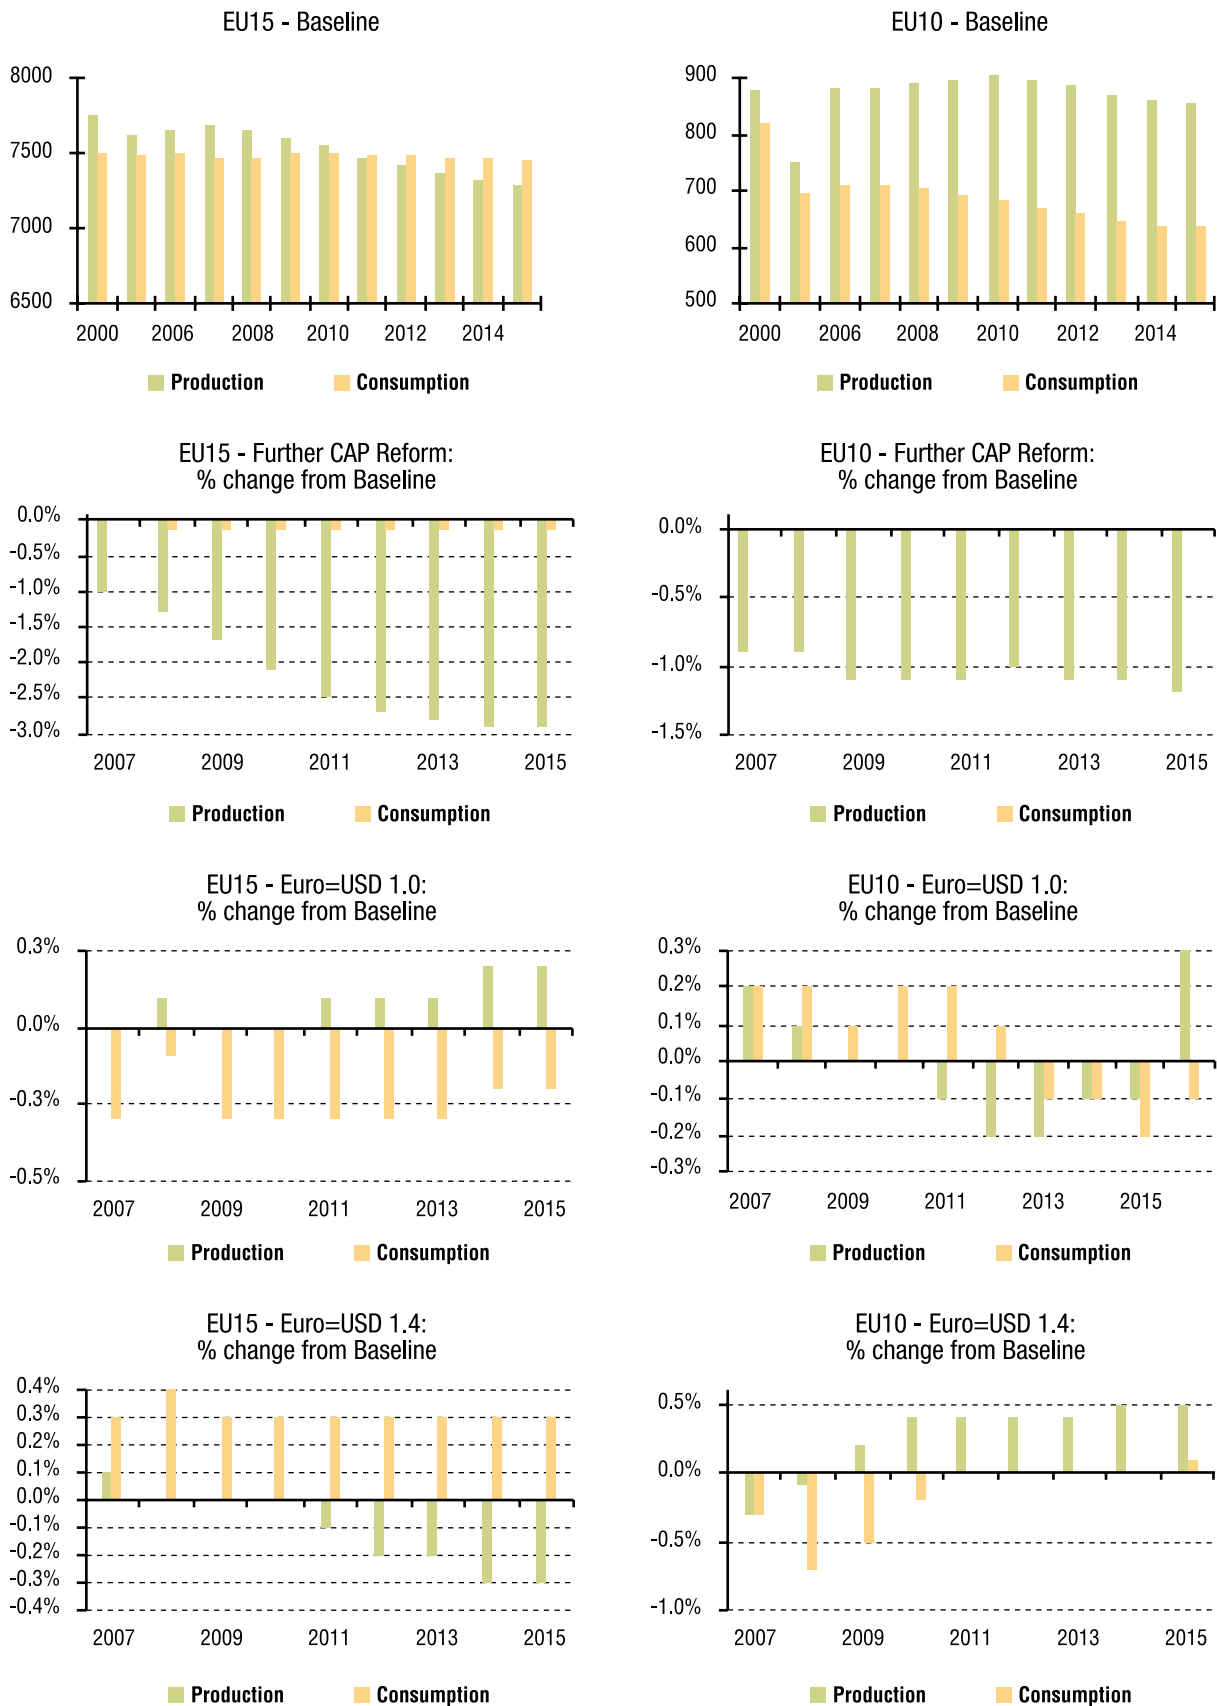 EU15 - Baseline
8000
7500
7000
6500
2000 2006 2008 2010 2012 2014
Production Consumption
EU10 - Baseline
900
800
700
600
500
2000 2006 2008 2010 2012 2014
Production Consumption
EU15 - Further CAP Reform:
% change from Baseline
0.0%
-0.5%
-1.0%
-1.5%
-2.0%
-2.5%
-3.0%
2007 2009 2011 2013 2015
Production Consumption
EU10 - Further CAP Reform:
% change from Baseline
0.0%
-0.5%
-1.0%
-1.5%
2007 2009 2011 2013 2015
Production Consumption
EU15 - Euro=USD 1.0:
% change from Baseline
0.3%
0.0%
-0.3%
-0.5%
2007 2009 2011 2013 2015
Production Consumption
EU10 - Euro=USD 1.0:
% change from Baseline
0.3%
0.2%
0.1%
0.0%
-0.1%
-0.2%
-0.3%
2007 2009 2011 2013 2015
Production Consumption
EU15 - Euro=USD 1.4:
% change from Baseline
0.4%
0.3%
0.2%
0.1%
0.0%
-0.1%
-0.2%
-0.3%
-0.4%
2007 2009 2011 2013 2015
Production Consumption
EU10 - Euro=USD 1.4:
% change from Baseline
0.5%
0.0%
-0.5%
-1.0%
2007 2009 2011 2013 2015
Production Consumption